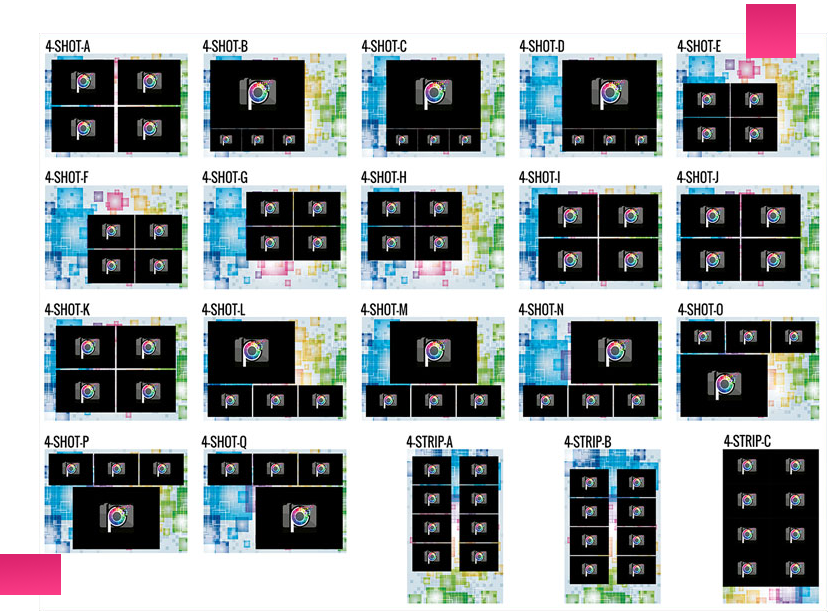 4-SHOT-A 4-SHOT-B 4-SHOT-C 4-SHOT-D 4-SHOT-E
4-SHOT-F 4-SHOT-G 4-SHOT-H 4-SHOT-I 4-SHOT-J
4-SHOT-K 4-SHOT-L 4-SHOT-M 4-SHOT-N 4-SHOT-O
4-SHOT-P 4-SHOT-Q 4-STRIP-A 4-STRIP-B 4-STRIP-C